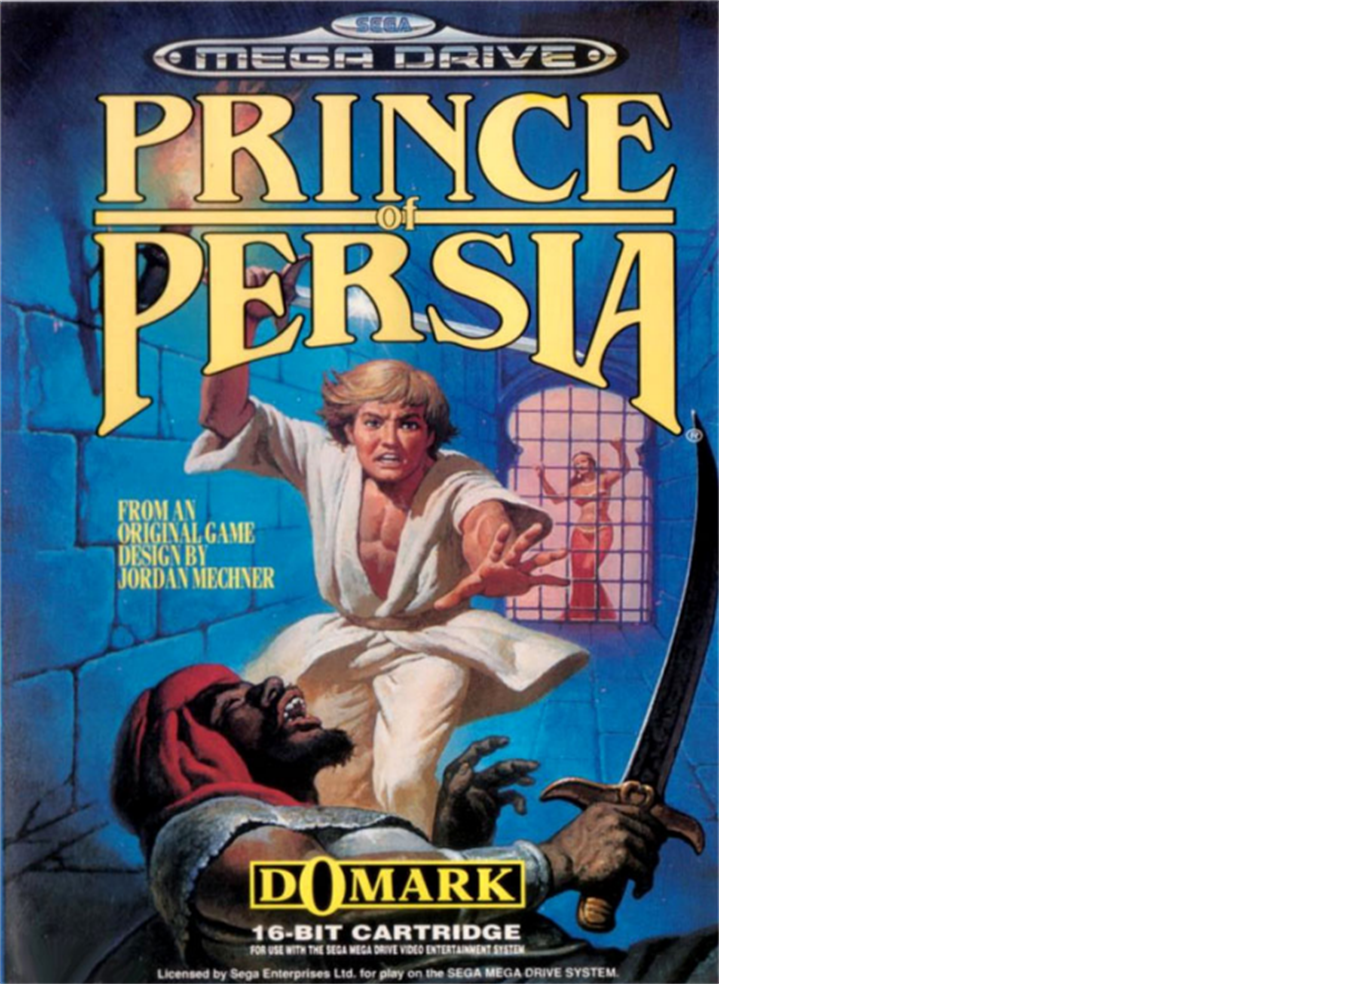 SEGA
MEGA DRIVE
PRINCE
of
PERSIA
®
FROM AN
ORIGINAL GAME
DESIGN BY
JORDAN MECHNER
DOMARK
16-BIT CARTRIDGE
FOR USE WITH THE SEGA MEGA DRIVE VIDEO ENTERTAINMENT SYSTEM
Licensed by Sega Enterprises Ltd. for play on the SEGA MEGA DRIVE SYSTEM.